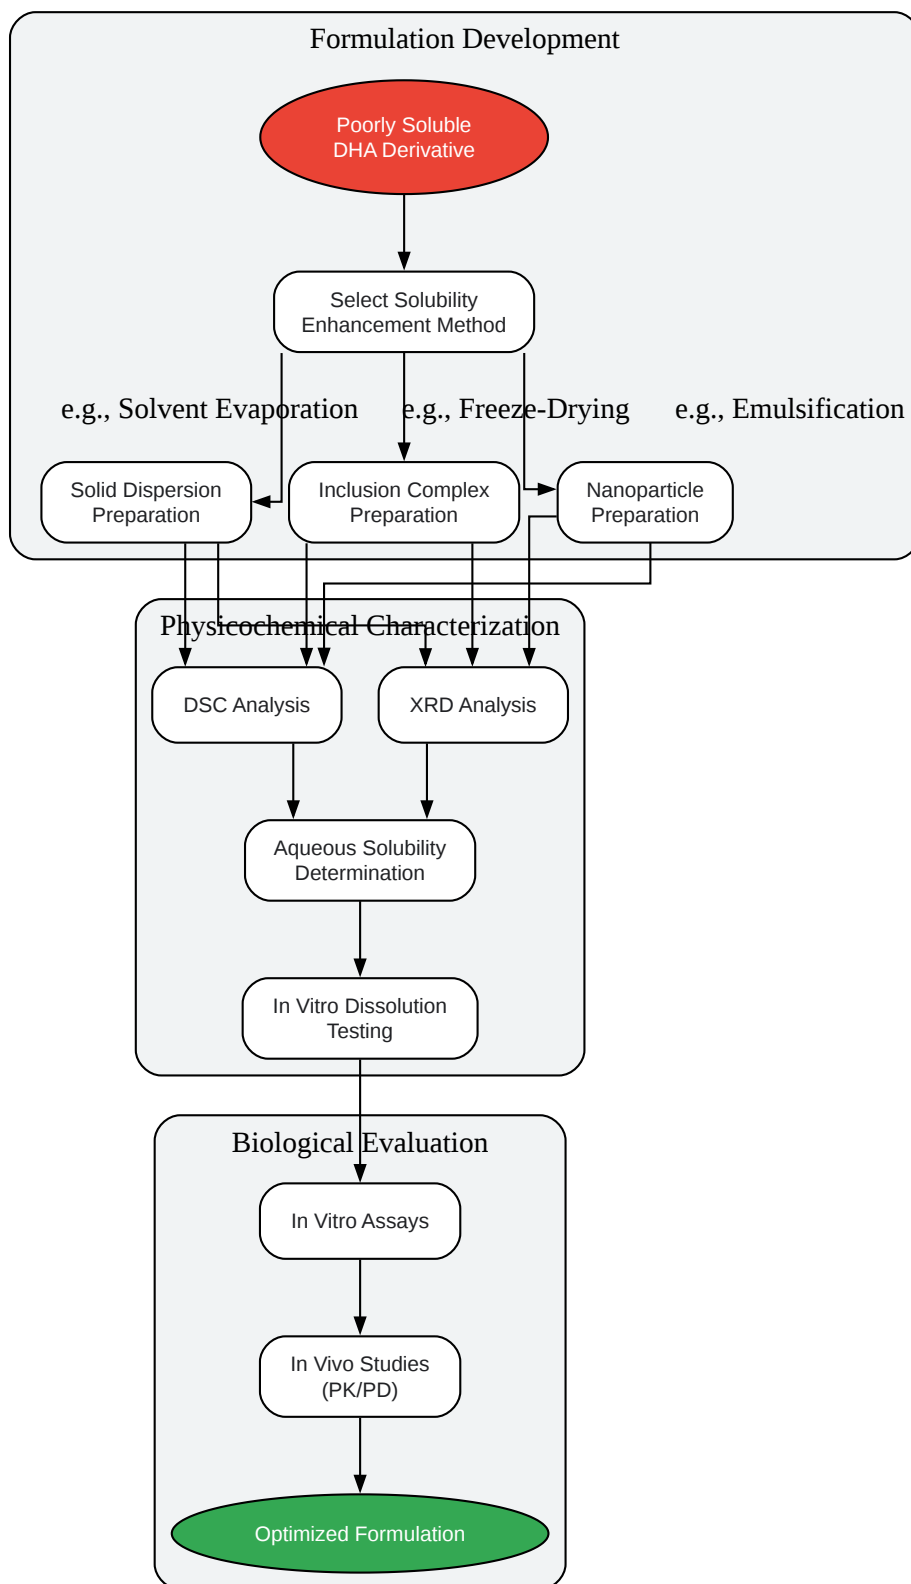 Formulation Development
Poorly Soluble
DHA Derivative
Select Solubility
Enhancement Method
e.g., Solvent Evaporation
e.g., Freeze-Drying
e.g., Emulsification
Solid Dispersion
Preparation
Inclusion Complex
Preparation
Nanoparticle
Preparation
Physicochemical Characterization
DSC Analysis
XRD Analysis
Aqueous Solubility
Determination
In Vitro Dissolution
Testing
Biological Evaluation
In Vitro Assays
In Vivo Studies
(PK/PD)
Optimized Formulation